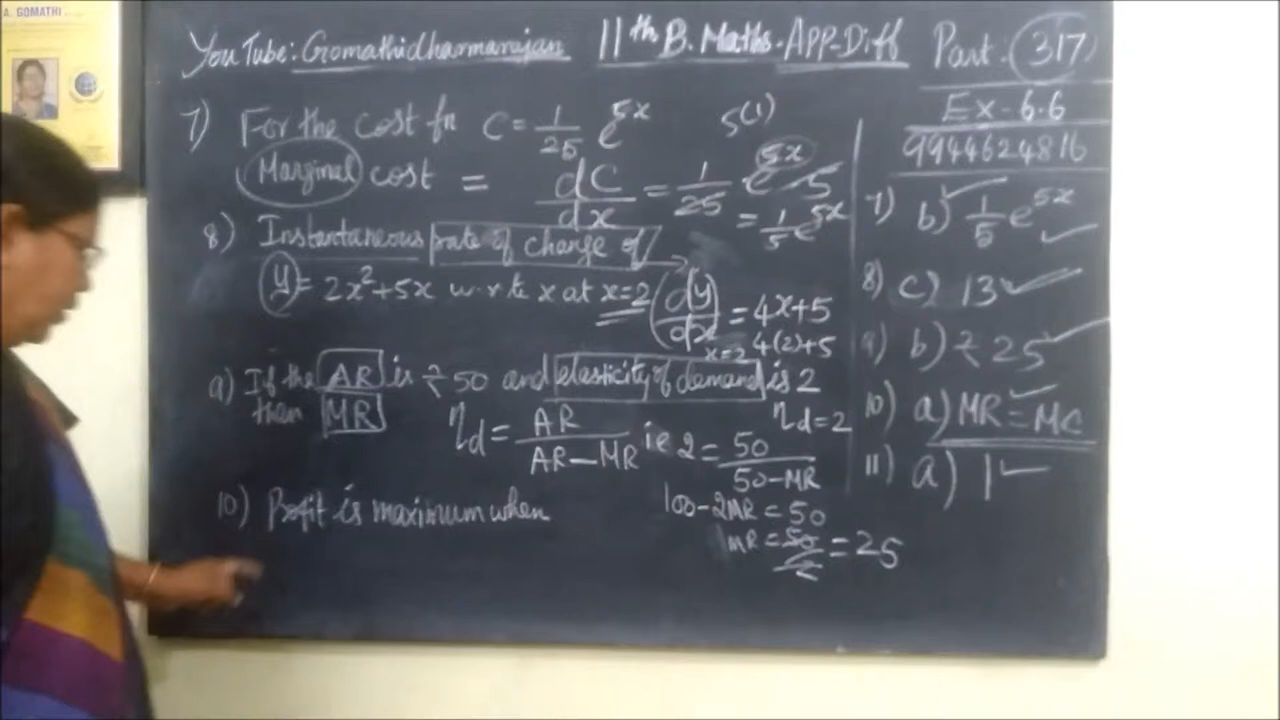 A. GOMATHI
YouTube: Gomathidharmarajan 11th B. Maths. App-Diff Part: 317
Ex-6.6
9944624816
7) For the cost fn C = 1/25 e^5x 5(1)
Marginal cost = dC/dx = 1/25 e^5x . 5
= 1/5 e^5x
8) Instantaneous rate of change of
y = 2x²+5x w.r.to x at x=2 (dy/dx) x=2 = 4x+5
4(2)+5
9) If the AR is ₹50 and elasticity of demand is 2
then MR ηd = AR/AR-MR ie 2 = 50/50-MR ηd=2
100-2MR = 50
MR = 50/2 = 25
10) Profit is maximum when
7) b) 1/5 e^5x
8) c) 13
9) b) ₹25
10) a) MR = MC
11) a) 1